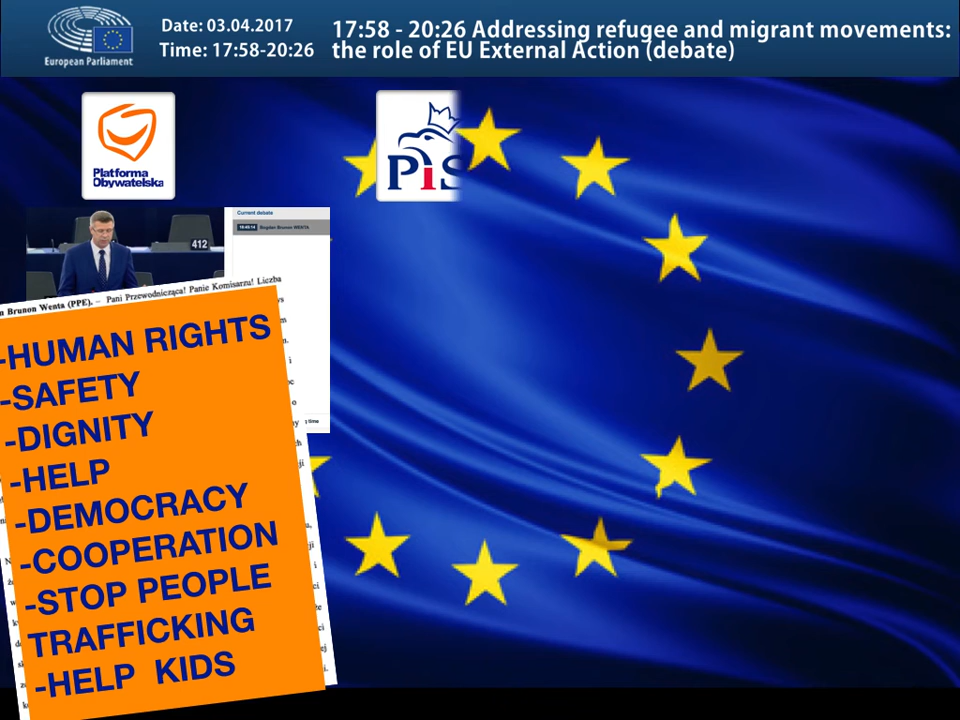 European Parliament
Date: 03.04.2017
Time: 17:58-20:26
17:58 - 20:26 Addressing refugee and migrant movements:
the role of EU External Action (debate)
Platforma
Obywatelska
PiS
412
Current debate
Bogdan Brunon WENTA
Brunon Wenta (PPE). – Pani Przewodnicząca! Panie Komisarzu! Liczba
time
-HUMAN RIGHTS
-SAFETY
-DIGNITY
-HELP
-DEMOCRACY
-COOPERATION
-STOP PEOPLE
TRAFFICKING
-HELP KIDS